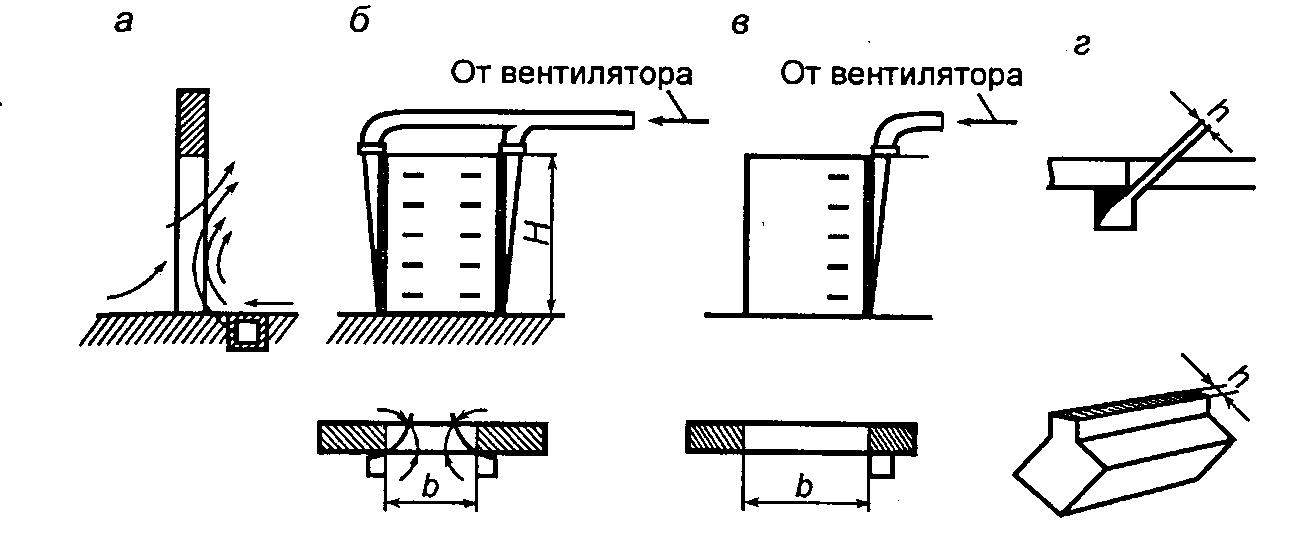 а
б
в
г
От вентилятора
От вентилятора
h
H
h
b
b